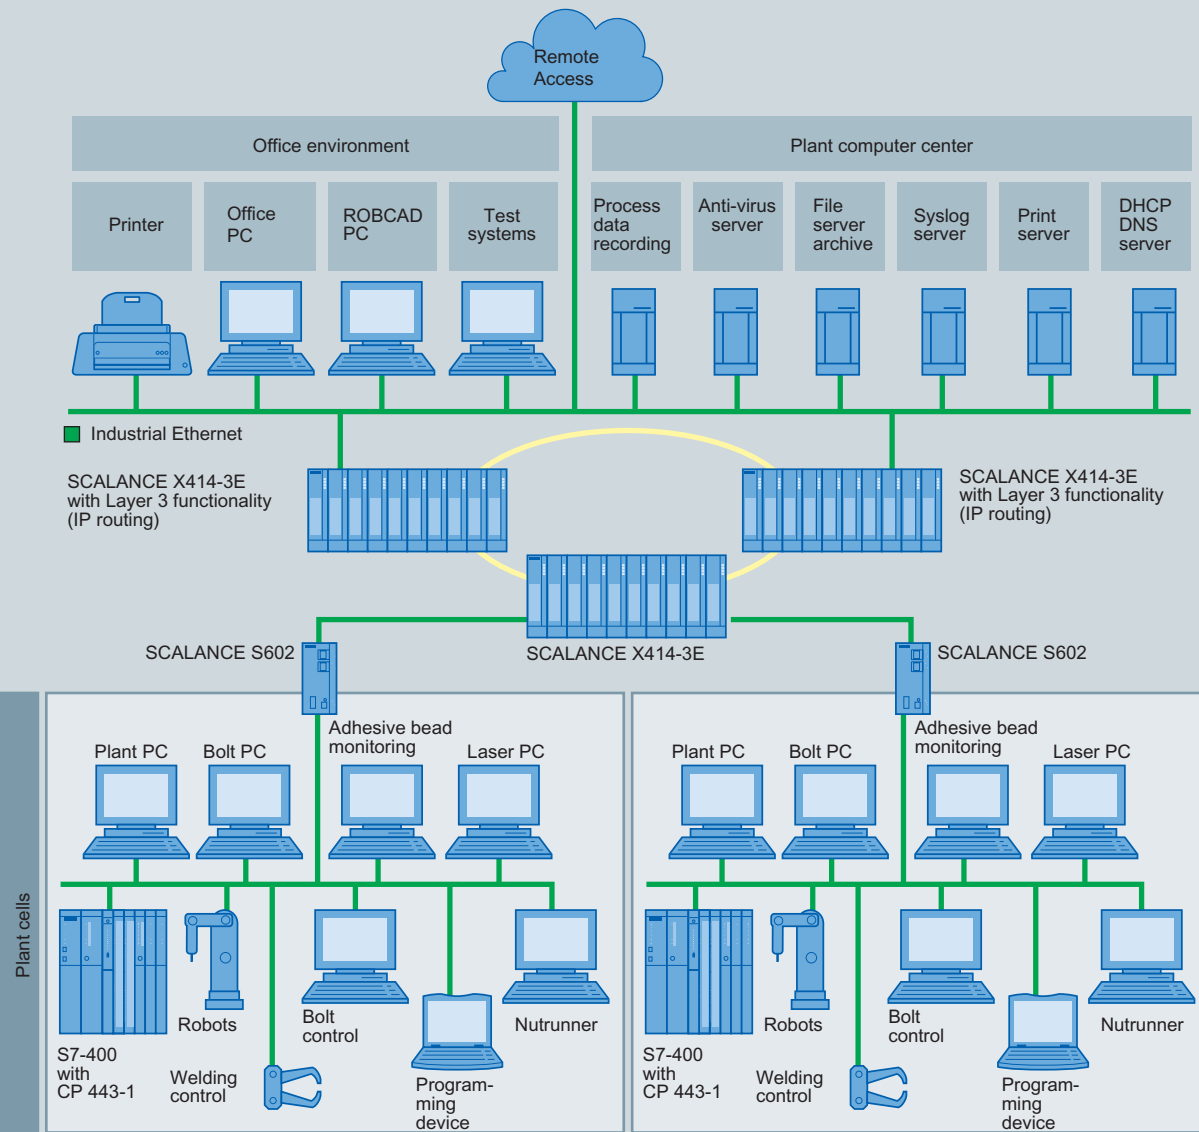 Remote
Access
Office environment
Plant computer center
Printer
Office
PC
ROBCAD
PC
Test
systems
Process
data
recording
Anti-virus
server
File
server
archive
Syslog
server
Print
server
DHCP
DNS
server
Industrial Ethernet
SCALANCE X414-3E
with Layer 3 functionality
(IP routing)
SCALANCE X414-3E
with Layer 3 functionality
(IP routing)
SCALANCE S602
SCALANCE X414-3E
SCALANCE S602
Plant cells
Plant PC
Bolt PC
Adhesive bead
monitoring
Laser PC
S7-400
with
CP 443-1
Robots
Welding
control
Bolt
control
Program-
ming
device
Nutrunner
Plant PC
Bolt PC
Adhesive bead
monitoring
Laser PC
S7-400
with
CP 443-1
Robots
Welding
control
Bolt
control
Program-
ming
device
Nutrunner